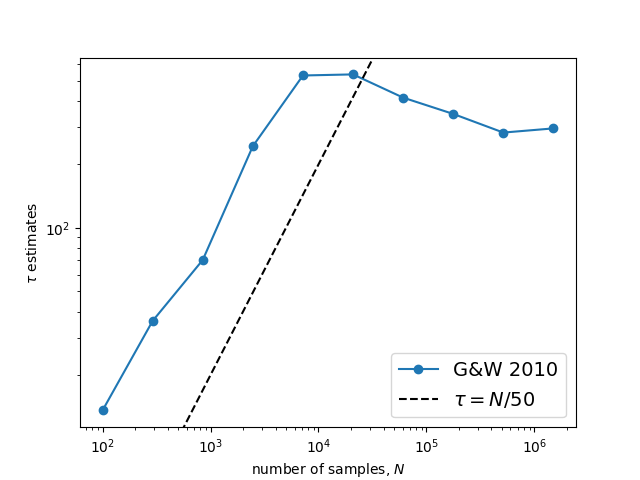 τ estimates
10²
G&W 2010
τ = N/50
10² 10³ 10⁴ 10⁵ 10⁶
number of samples, N